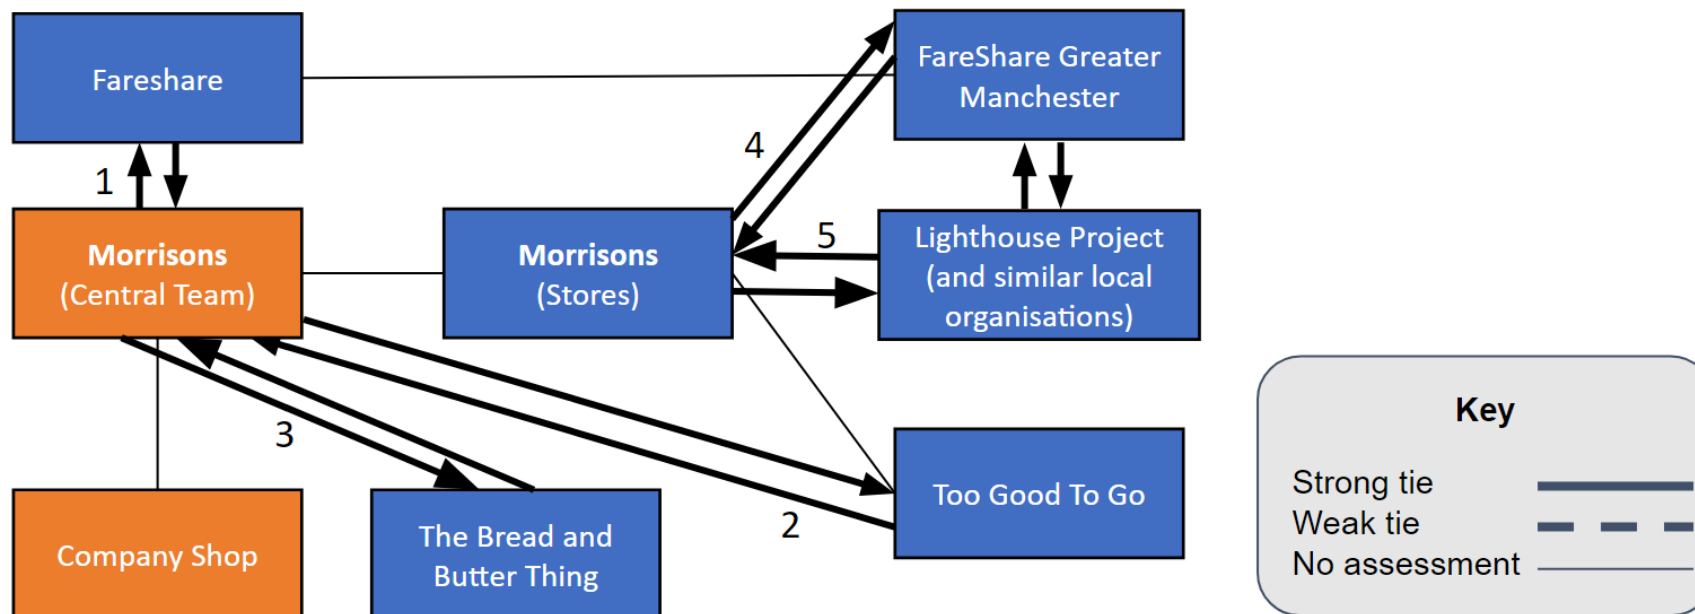 Fareshare
FareShare Greater
Manchester
4
1
Morrisons
(Central Team)
Morrisons
(Stores)
5
Lighthouse Project
(and similar local
organisations)
3
2
Company Shop
The Bread and
Butter Thing
Too Good To Go
Key
Strong tie
Weak tie
No assessment